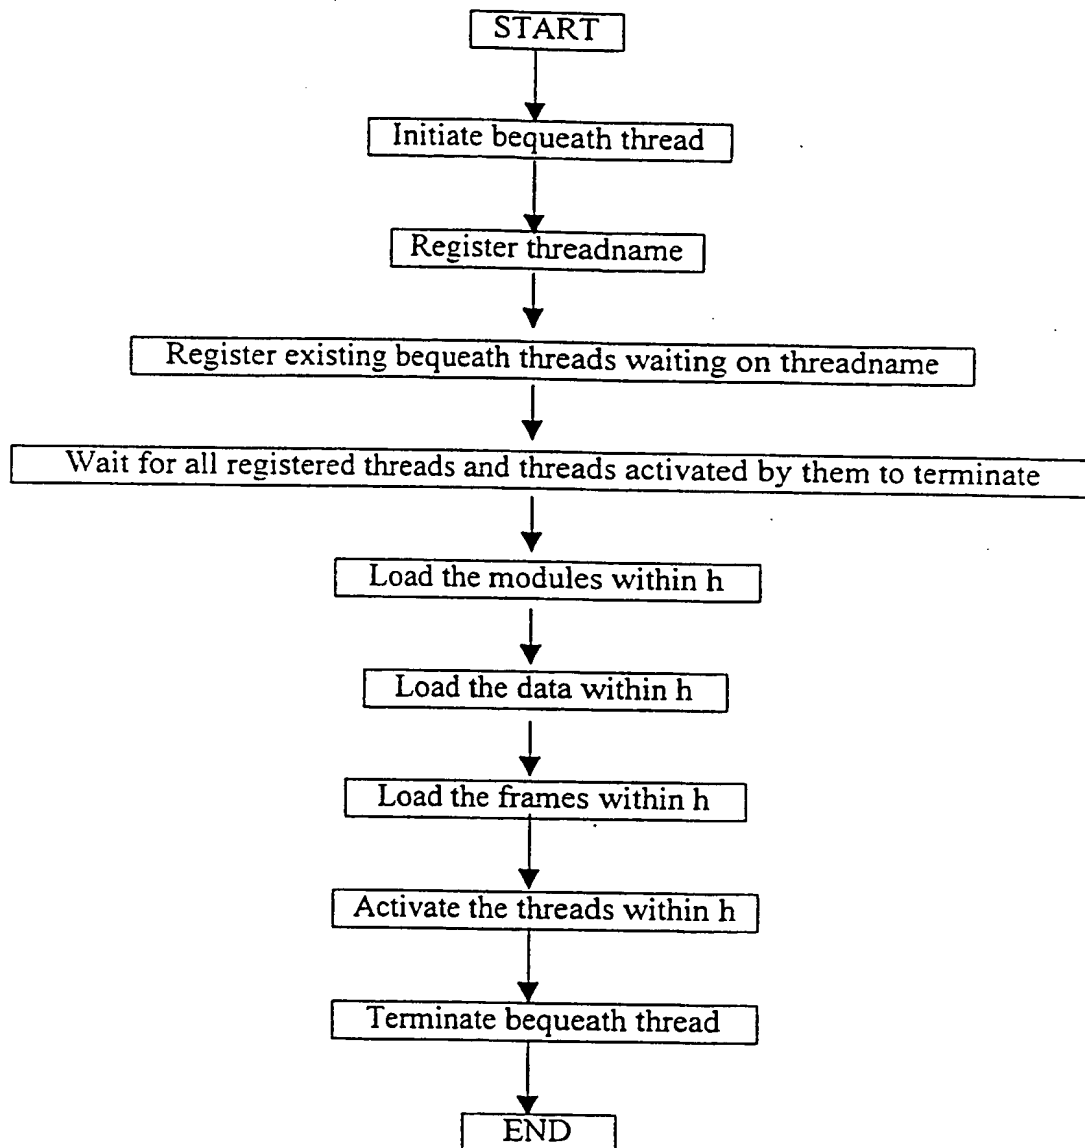 START
Initiate bequeath thread
Register threadname
Register existing bequeath threads waiting on threadname
Wait for all registered threads and threads activated by them to terminate
Load the modules within h
Load the data within h
Load the frames within h
Activate the threads within h
Terminate bequeath thread
END